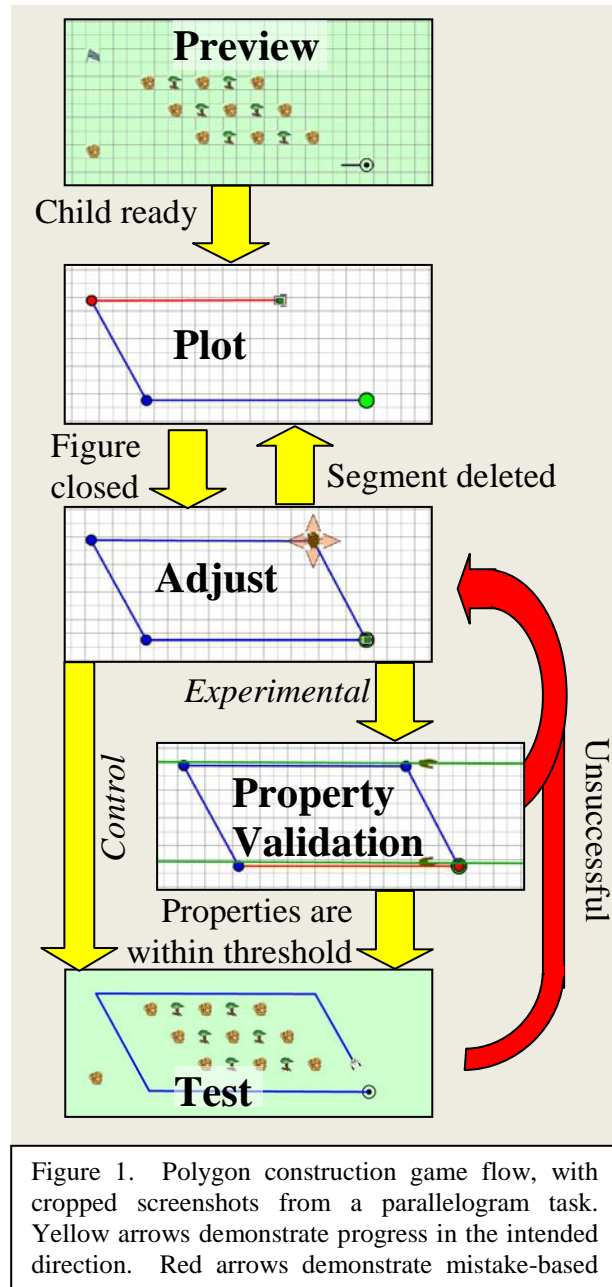 Preview
Child ready
Plot
Figure
closed
Segment deleted
Adjust
Experimental
Control
Property
Validation
Unsuccessful
Properties are
within threshold
Test
Figure 1. Polygon construction game flow, with
cropped screenshots from a parallelogram task.
Yellow arrows demonstrate progress in the intended
direction. Red arrows demonstrate mistake-based